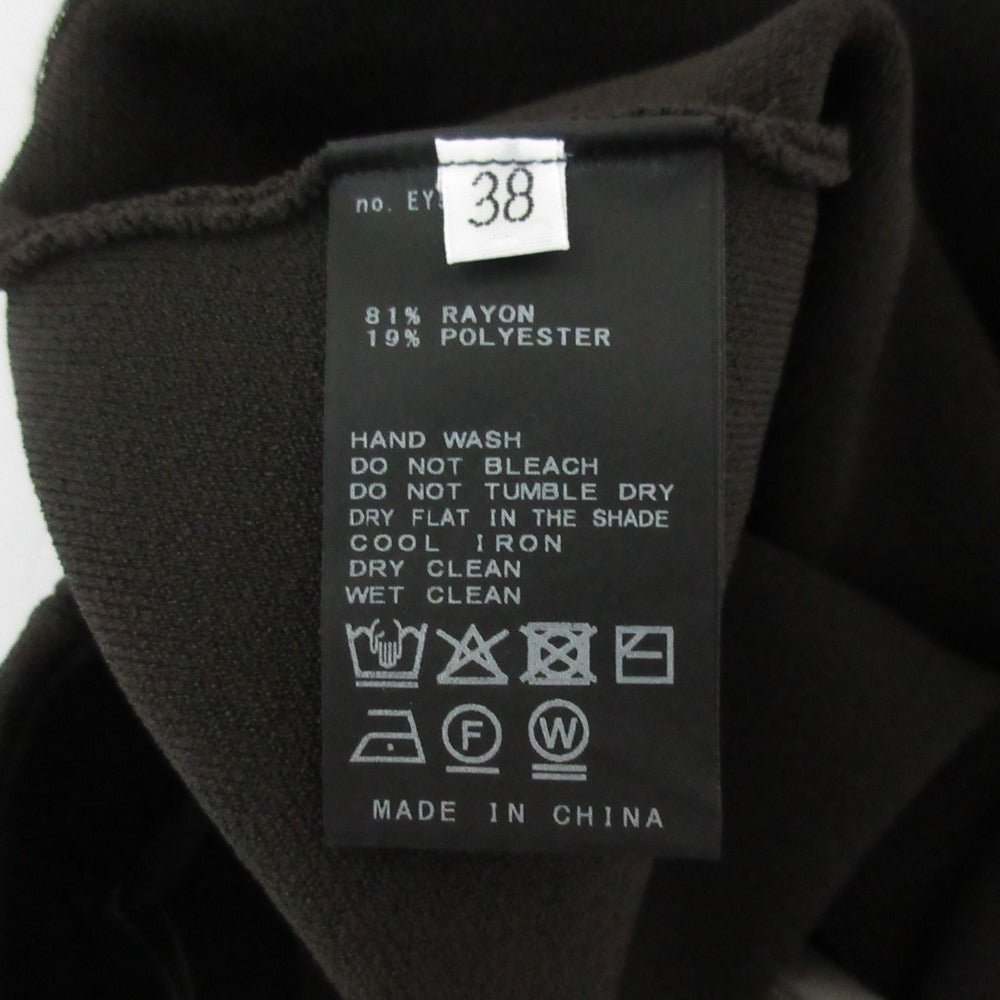 no.
38
81% RAYON
19% POLYESTER
HAND WASH
DO NOT BLEACH
DO NOT TUMBLE DRY
DRY FLAT IN THE SHADE
COOL IRON
DRY CLEAN
WET CLEAN
F W
MADE IN CHINA